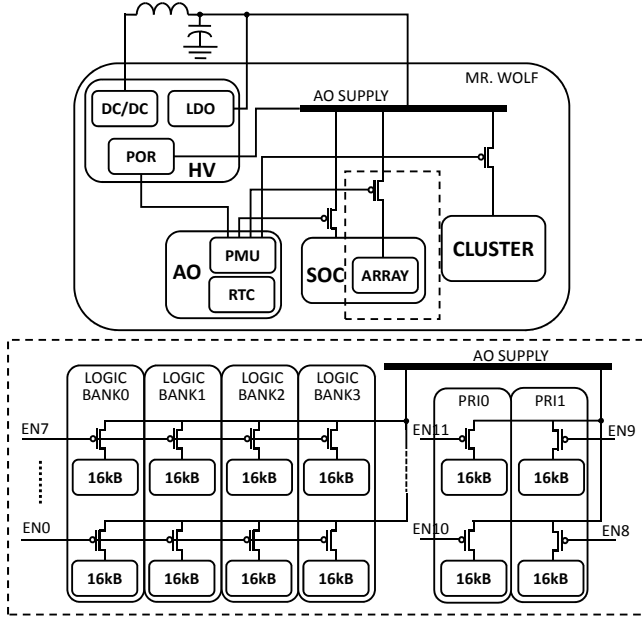 MR. WOLF
AO SUPPLY
DC/DC
LDO
POR
HV
PMU
AO
RTC
SOC
ARRAY
CLUSTER
AO SUPPLY
LOGIC
BANK0
LOGIC
BANK1
LOGIC
BANK2
LOGIC
BANK3
PRI0
PRI1
EN7
EN11
EN9
16kB
16kB
16kB
16kB
16kB
16kB
EN0
EN10
EN8
16kB
16kB
16kB
16kB
16kB
16kB